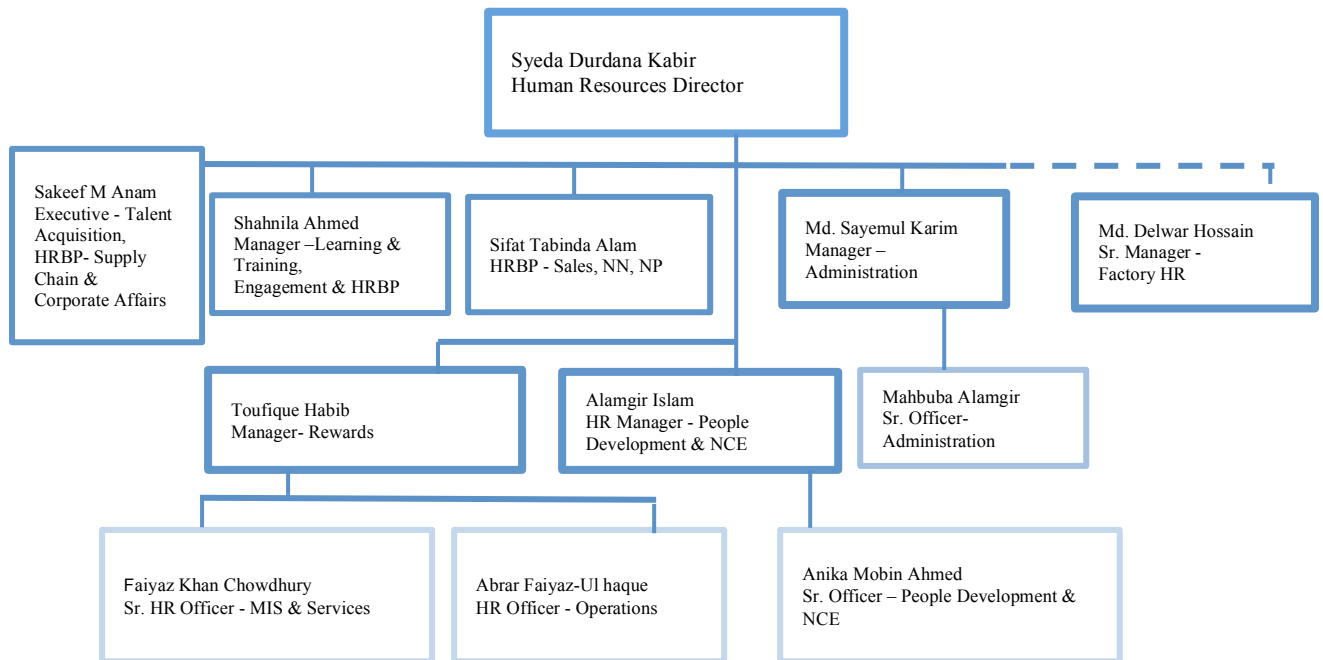 Syeda Durdana Kabir
Human Resources Director
Sakeef M Anam
Executive - Talent
Acquisition,
HRBP- Supply
Chain &
Corporate Affairs
Shahnila Ahmed
Manager –Learning &
Training,
Engagement & HRBP
Sifat Tabinda Alam
HRBP - Sales, NN, NP
Md. Sayemul Karim
Manager –
Administration
Md. Delwar Hossain
Sr. Manager -
Factory HR
Toufique Habib
Manager- Rewards
Alamgir Islam
HR Manager - People
Development & NCE
Mahbuba Alamgir
Sr. Officer-
Administration
Faiyaz Khan Chowdhury
Sr. HR Officer - MIS & Services
Abrar Faiyaz-Ul haque
HR Officer - Operations
Anika Mobin Ahmed
Sr. Officer – People Development &
NCE